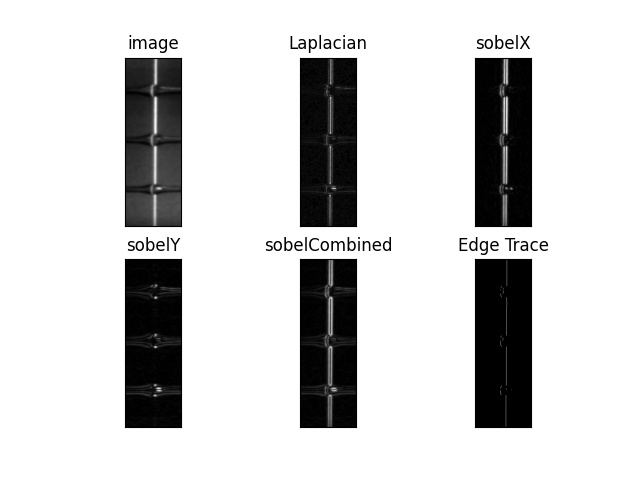 image
Laplacian
sobelX
sobelY
sobelCombined
Edge Trace